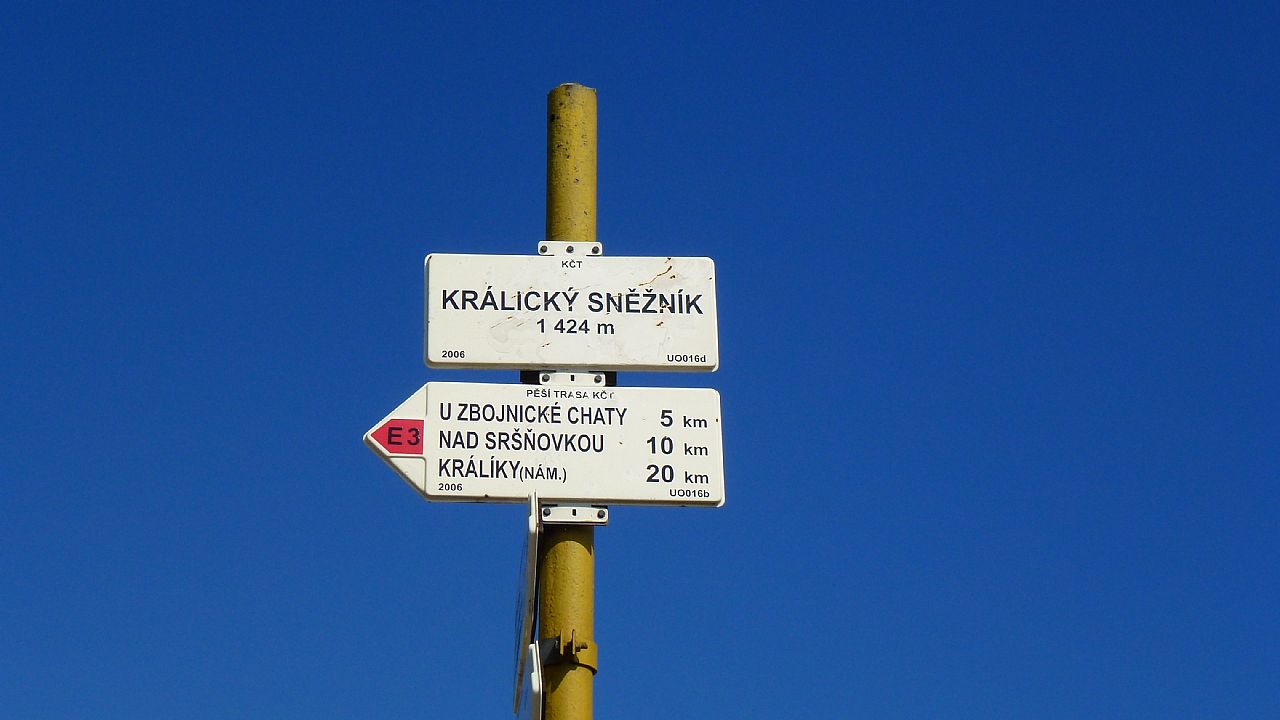 KČT
KRÁLICKÝ SNĚŽNÍK
1 424 m
2006 UO016d
PĚŠÍ TRASA KČT
E3
U ZBOJNICKÉ CHATY 5 km
NAD SRŠŇOVKOU 10 km
KRÁLÍKY(NÁM.) 20 km
2006 UO016b